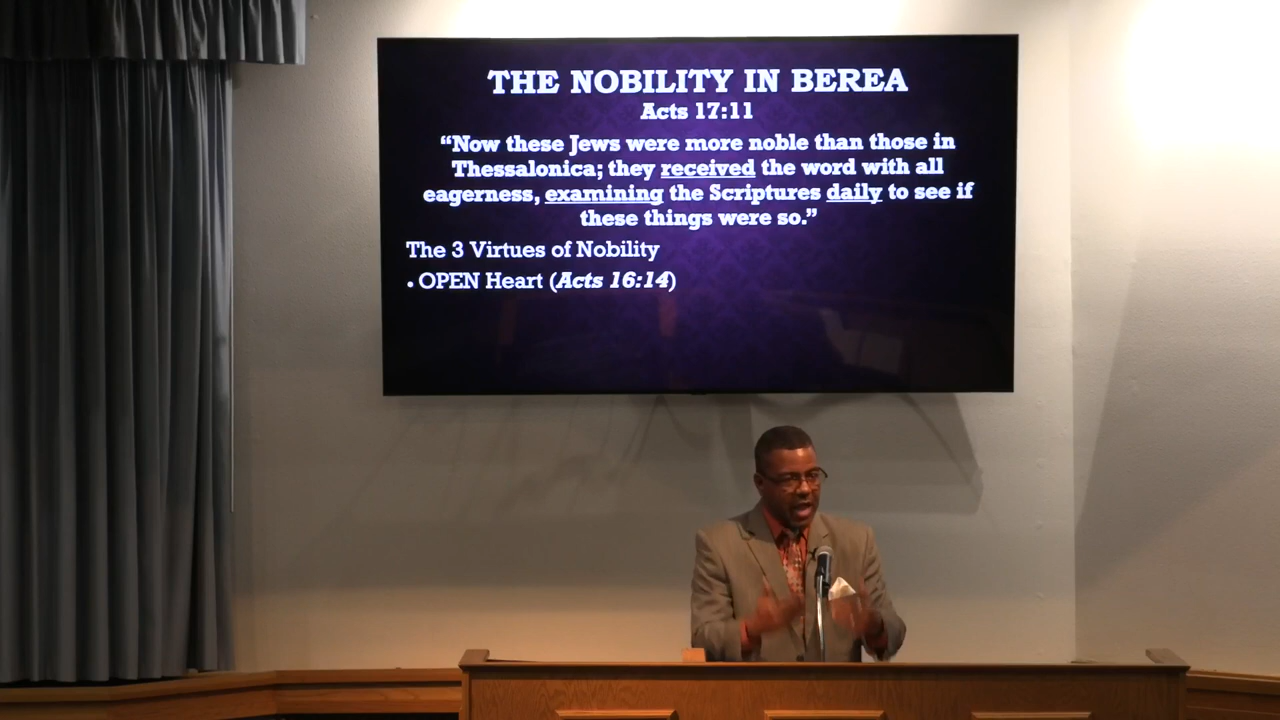 THE NOBILITY IN BEREA
Acts 17:11
“Now these Jews were more noble than those in
Thessalonica; they received the word with all
eagerness, examining the Scriptures daily to see if
these things were so.”
The 3 Virtues of Nobility
• OPEN Heart (Acts 16:14)